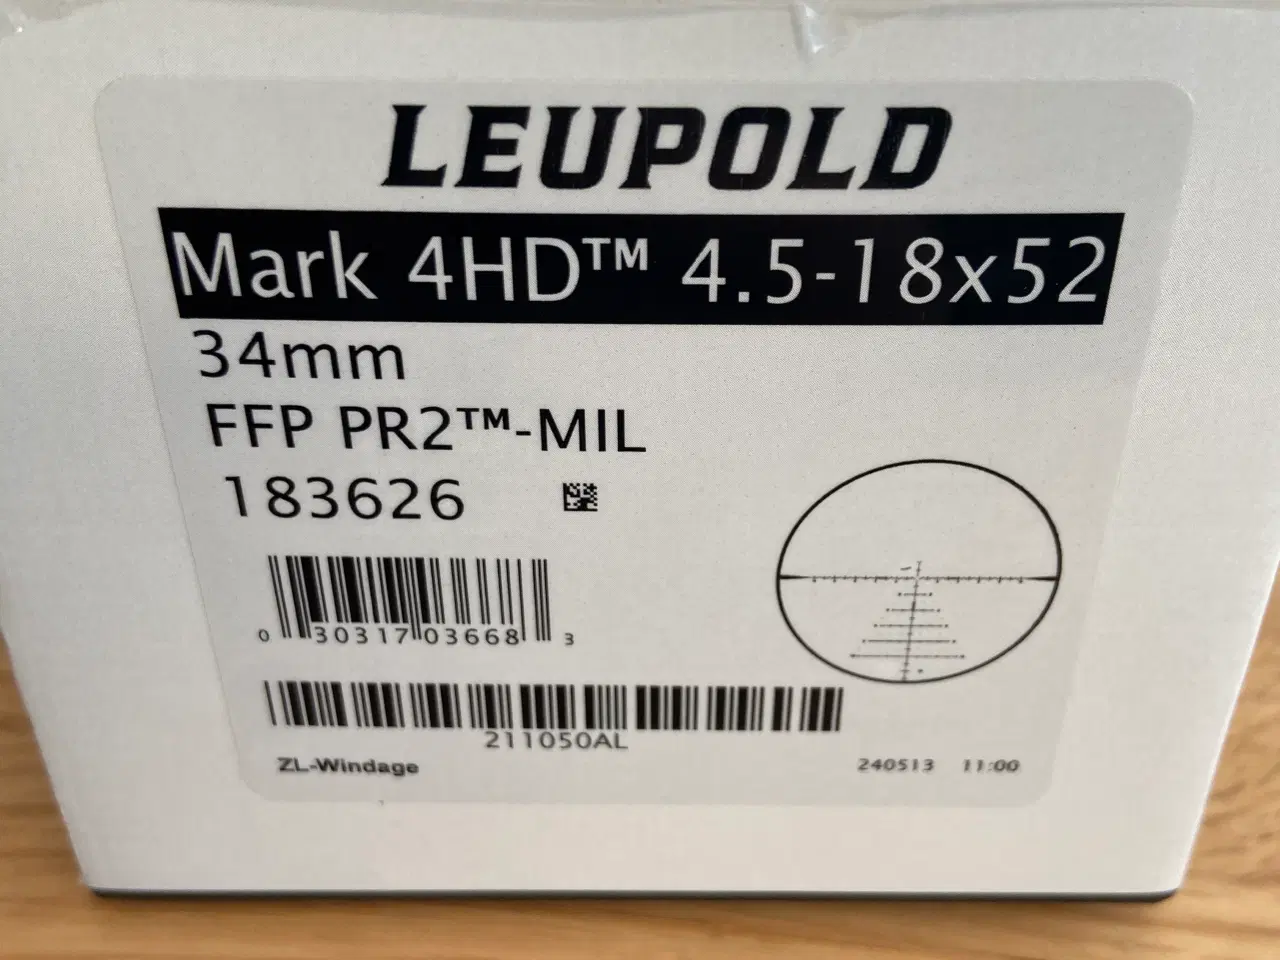 LEUPOLD
Mark 4HD™ 4.5-18x52
34mm
FFP PR2™-MIL
183626
0 30317 03668 3
211050AL
ZL-Windage 240513 11:00